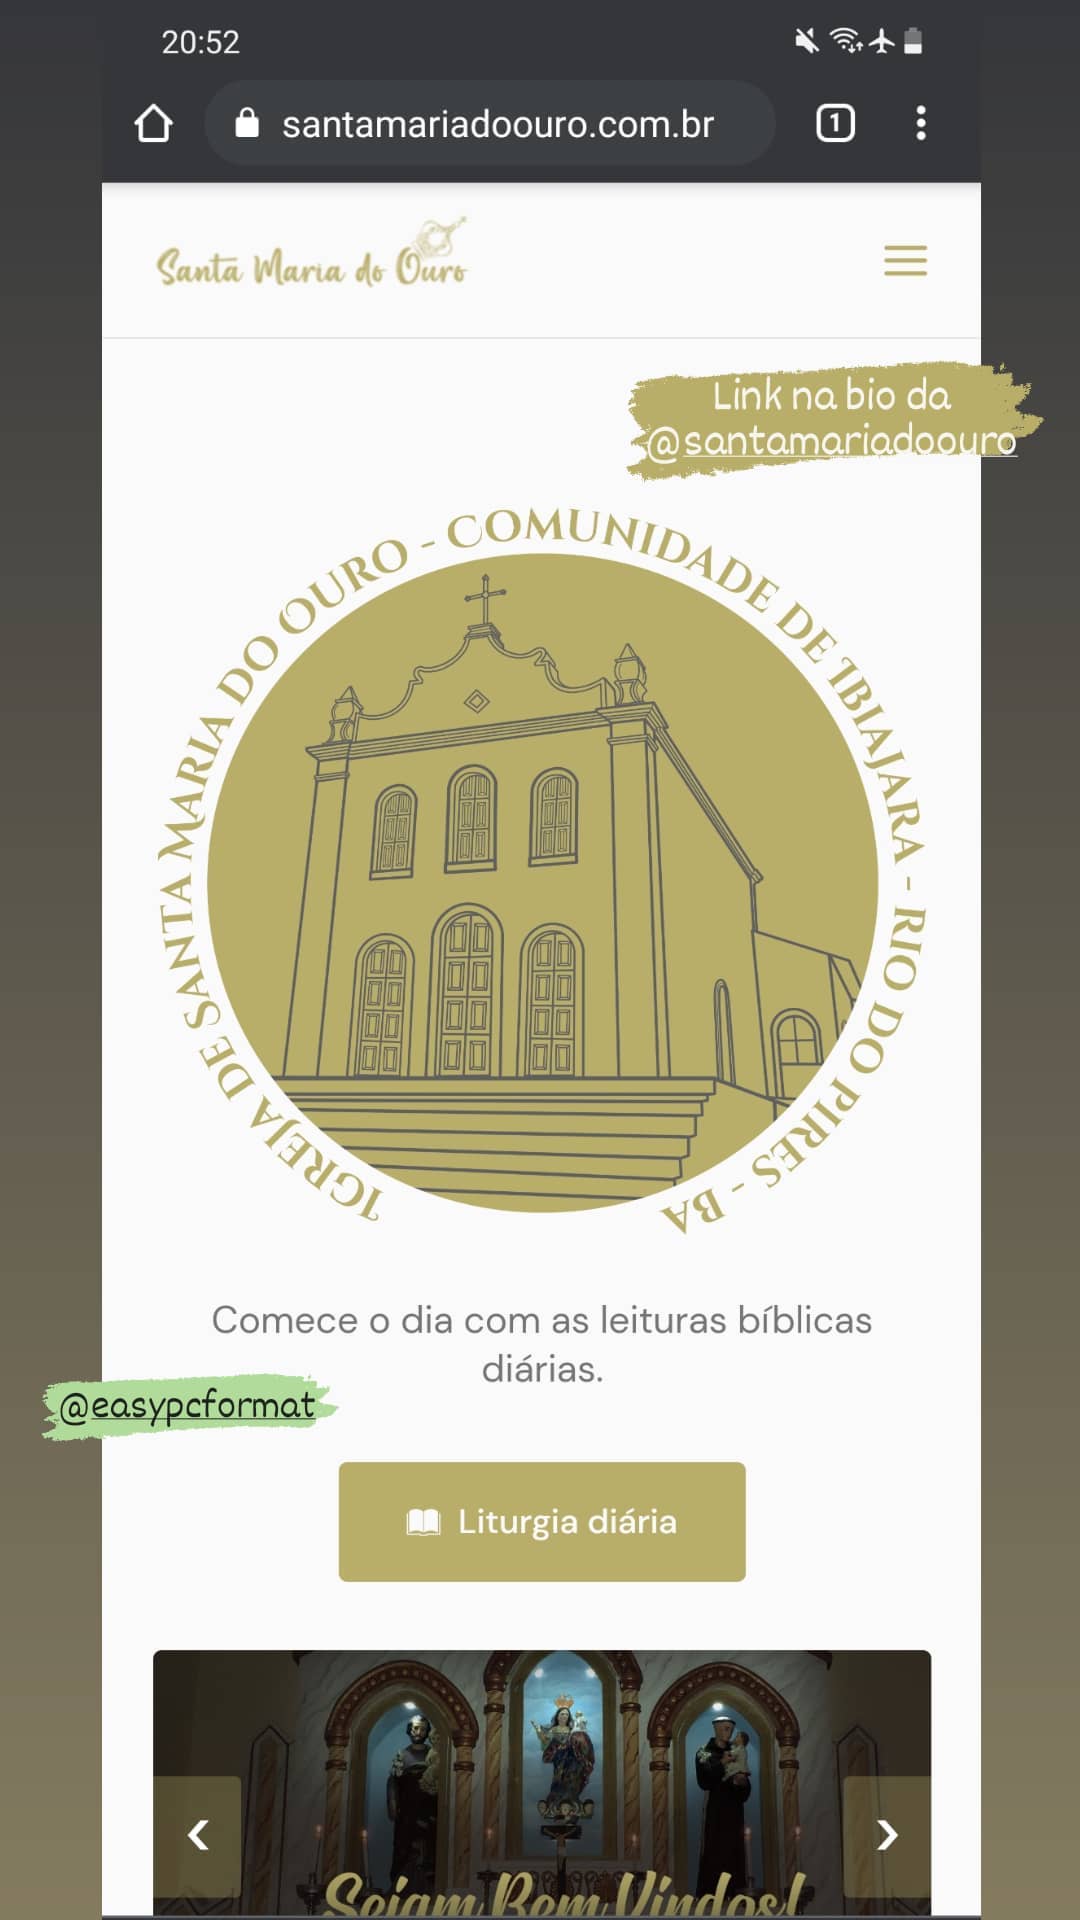 20:52
santamariadoouro.com.br
1
Santa Maria do Ouro
Link na bio da
@santamariadoouro
Igreja de Santa Maria do Ouro - Comunidade de Ibiajara - Rio do Pires - BA
Comece o dia com as leituras bíblicas
diárias.
@easypcformat
Liturgia diária
Sejam Bem Vindos!